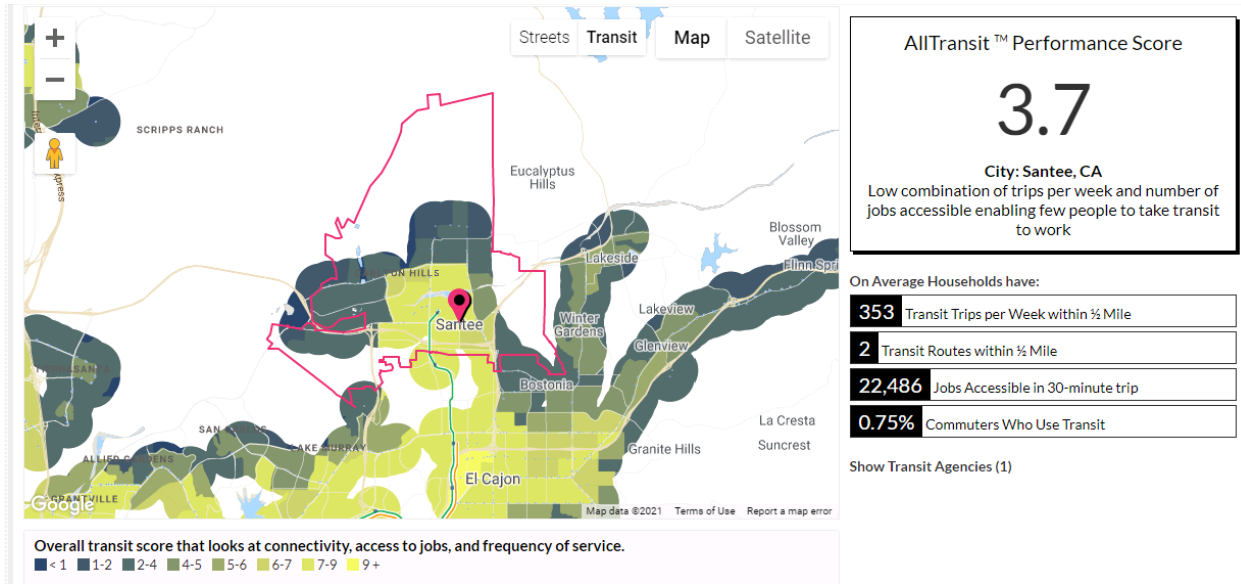 +
−
Streets Transit Map Satellite
SCRIPPS RANCH
Eucalyptus
Hills
Blossom
Valley
Lakeside
Flinn Spri
Lakeview
Santee
Winter
Gardens
Glenview
Bostonia
LAKE MURRAY
La Cresta
Suncrest
Granite Hills
ALLIED GARDENS
GRANTVILLE
El Cajon
Google
Map data ©2021 Terms of Use Report a map error
Overall transit score that looks at connectivity, access to jobs, and frequency of service.
< 1 1-2 2-4 4-5 5-6 6-7 7-9 9 +
AllTransit ™ Performance Score
3.7
City: Santee, CA
Low combination of trips per week and number of
jobs accessible enabling few people to take transit
to work
On Average Households have:
353 Transit Trips per Week within ½ Mile
2 Transit Routes within ½ Mile
22,486 Jobs Accessible in 30-minute trip
0.75% Commuters Who Use Transit
Show Transit Agencies (1)